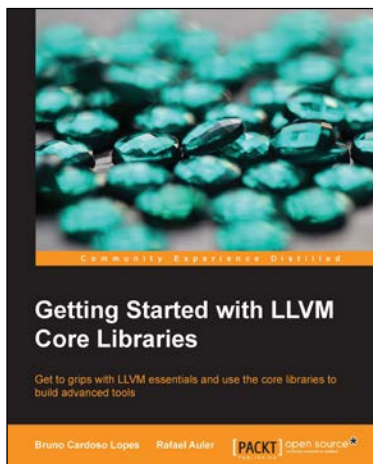 Community Experience Distilled
Getting Started with LLVM
Core Libraries
Get to grips with LLVM essentials and use the core libraries to
build advanced tools
Bruno Cardoso Lopes Rafael Auler [PACKT] open source*
PUBLISHING